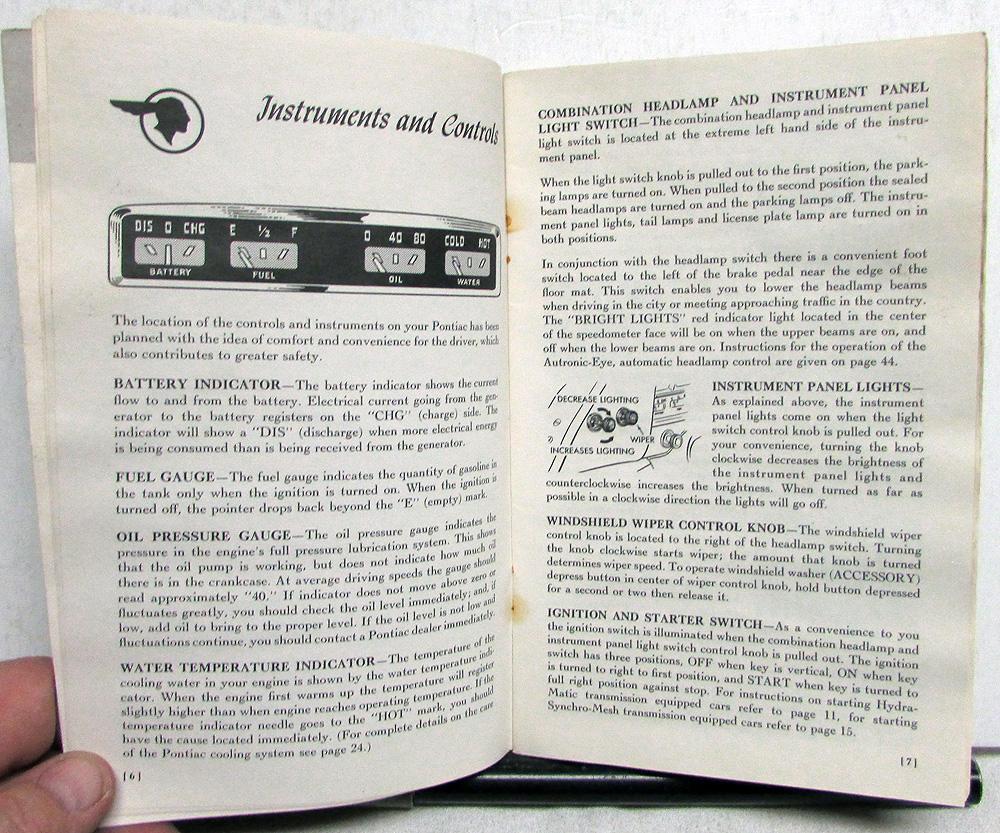 Instruments and Controls
DIS 0 CHG
BATTERY
E ½ F
FUEL
0 40 80
OIL
COLD HOT
WATER
The location of the controls and instruments on your Pontiac has been
planned with the idea of comfort and convenience for the driver, which
also contributes to greater safety.
BATTERY INDICATOR—The battery indicator shows the current
flow to and from the battery. Electrical current going from the gen-
erator to the battery registers on the "CHG" (charge) side. The
indicator will show a "DIS" (discharge) when more electrical energy
is being consumed than is being received from the generator.
FUEL GAUGE—The fuel gauge indicates the quantity of gasoline in
the tank only when the ignition is turned on. When the ignition is
turned off, the pointer drops back beyond the "E" (empty) mark.
OIL PRESSURE GAUGE—The oil pressure gauge indicates the
pressure in the engine's full pressure lubrication system. This shows
that the oil pump is working, but does not indicate how much oil
there is in the crankcase. At average driving speeds the gauge should
read approximately "40." If indicator does not move above zero or
fluctuates greatly, you should check the oil level immediately; and, if
low, add oil to bring to the proper level. If the oil level is not low and
fluctuations continue, you should contact a Pontiac dealer immediately.
WATER TEMPERATURE INDICATOR—The temperature of the
cooling water in your engine is shown by the water temperature indi-
cator. When the engine first warms up the temperature will register
slightly higher than when engine reaches operating temperature. If the
temperature indicator needle goes to the "HOT" mark, you should
have the cause located immediately. (For complete details on the care
of the Pontiac cooling system see page 24.)
[6]
COMBINATION HEADLAMP AND INSTRUMENT PANEL
LIGHT SWITCH—The combination headlamp and instrument panel
light switch is located at the extreme left hand side of the instru-
ment panel.
When the light switch knob is pulled out to the first position, the park-
ing lamps are turned on. When pulled to the second position the sealed
beam headlamps are turned on and the parking lamps off. The instru-
ment panel lights, tail lamps and license plate lamp are turned on in
both positions.
In conjunction with the headlamp switch there is a convenient foot
switch located to the left of the brake pedal near the edge of the
floor mat. This switch enables you to lower the headlamp beams
when driving in the city or meeting approaching traffic in the country.
The "BRIGHT LIGHTS" red indicator light located in the center
of the speedometer face will be on when the upper beams are on, and
off when the lower beams are on. Instructions for the operation of the
Autronic-Eye, automatic headlamp control are given on page 44.
DECREASE LIGHTING
WIPER
INCREASES LIGHTING
INSTRUMENT PANEL LIGHTS—
As explained above, the instrument
panel lights come on when the light
switch control knob is pulled out. For
your convenience, turning the knob
clockwise decreases the brightness of
the instrument panel lights and
counterclockwise increases the brightness. When turned as far as
possible in a clockwise direction the lights will go off.
WINDSHIELD WIPER CONTROL KNOB—The windshield wiper
control knob is located to the right of the headlamp switch. Turning
the knob clockwise starts wiper; the amount that knob is turned
determines wiper speed. To operate windshield washer (ACCESSORY)
depress button in center of wiper control knob, hold button depressed
for a second or two then release it.
IGNITION AND STARTER SWITCH—As a convenience to you
the ignition switch is illuminated when the combination headlamp and
instrument panel light switch control knob is pulled out. The ignition
switch has three positions, OFF when key is vertical, ON when key
is turned to right to first position, and START when key is turned to
full right position against stop. For instructions on starting Hydra-
Matic transmission equipped cars refer to page 11, for starting
Synchro-Mesh transmission equipped cars refer to page 15.
[7]